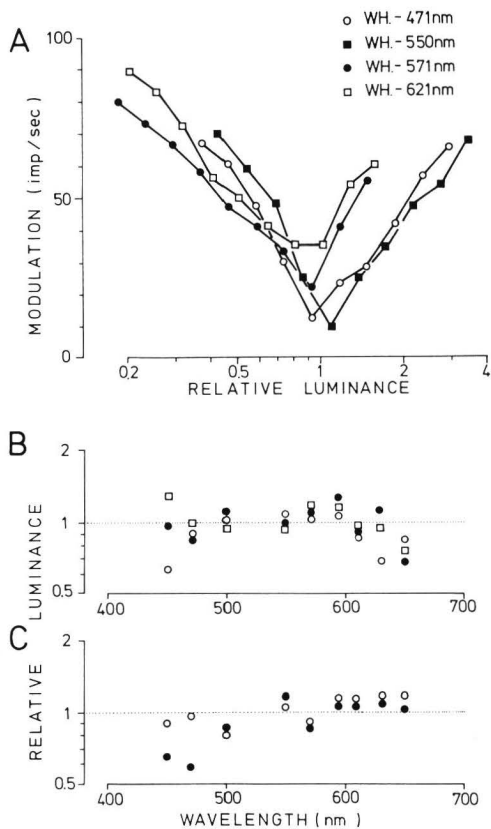 A
WH.-471nm
WH.-550nm
WH.-571nm
WH.-621nm
100
50
0
MODULATION (imp/sec)
0.2 0.5 1 2 4
RELATIVE LUMINANCE
B
2
1
0.5
LUMINANCE
400 500 600 700
C
2
1
0.5
RELATIVE
400 500 600 700
WAVELENGTH (nm)